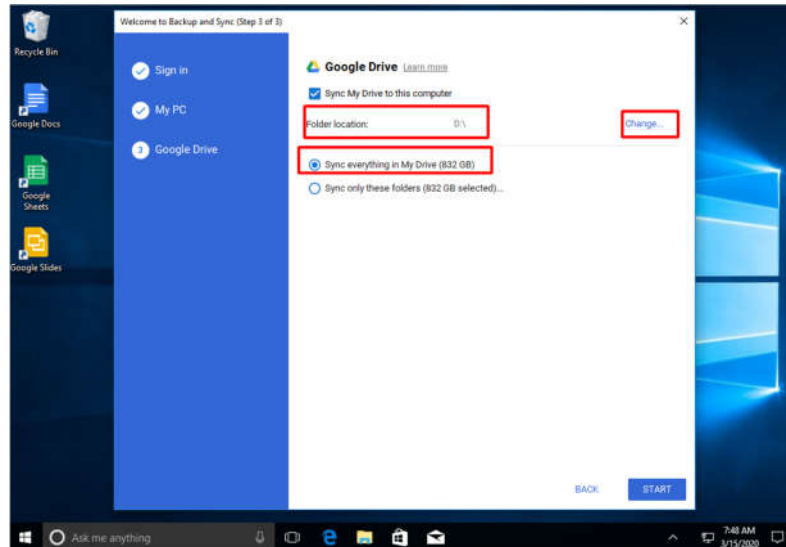 Welcome to Backup and Sync (Step 3 of 3)
Recycle Bin
Google Docs
Google Sheets
Google Slides
Sign in
My PC
3 Google Drive
Google Drive Learn more
Sync My Drive to this computer
Folder location: D:\ Change...
Sync everything in My Drive (832 GB)
Sync only these folders (832 GB selected)...
BACK START
Ask me anything
7:48 AM
3/15/2020